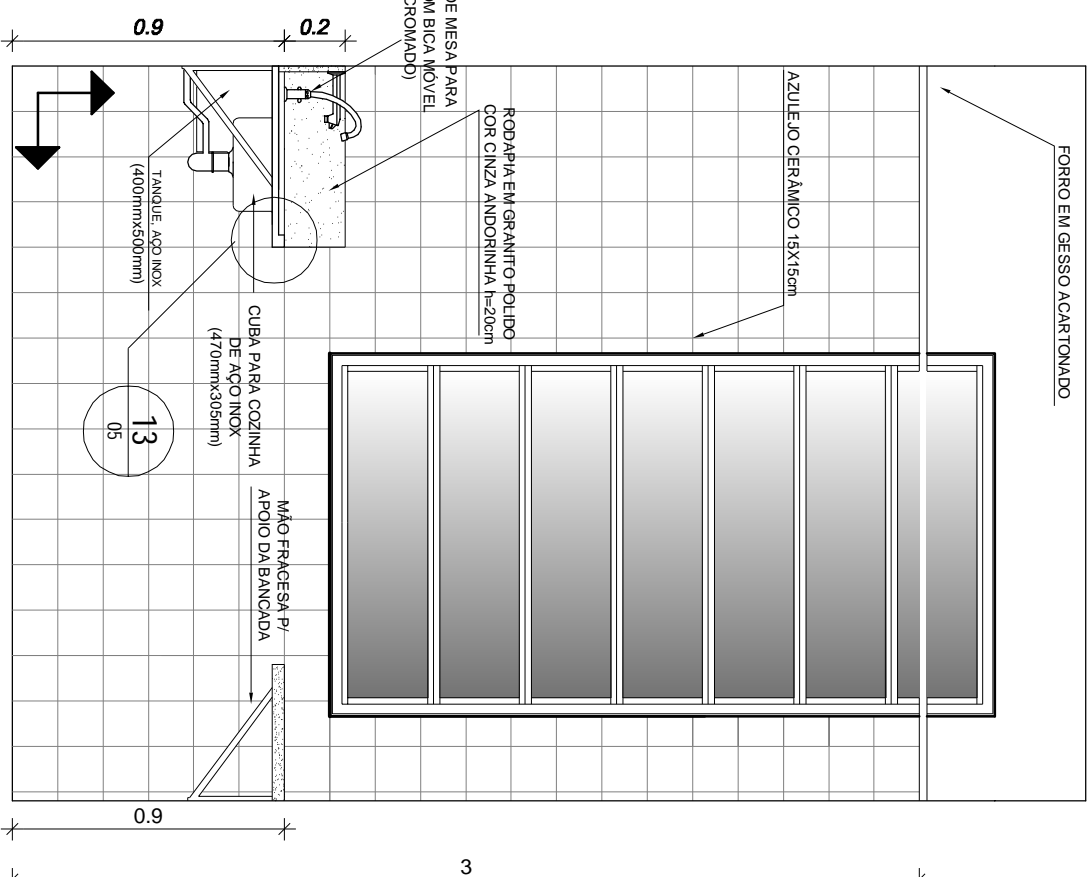 0.9
0.2
DE MESA PARA
OM BICA MÓVEL
CROMADO)
RODAPIA EM GRANITO POLIDO
COR CINZA ANDORINHA h=20cm
AZULEJO CERÂMICO 15X15cm
FORRO EM GESSO ACARTONADO
TANQUE, AÇO INOX
(400mmx500mm)
CUBA PARA COZINHA
DE AÇO INOX
(470mmx305mm)
13
05
MÃO FRACESA P/
APOIO DA BANCADA
0.9
3